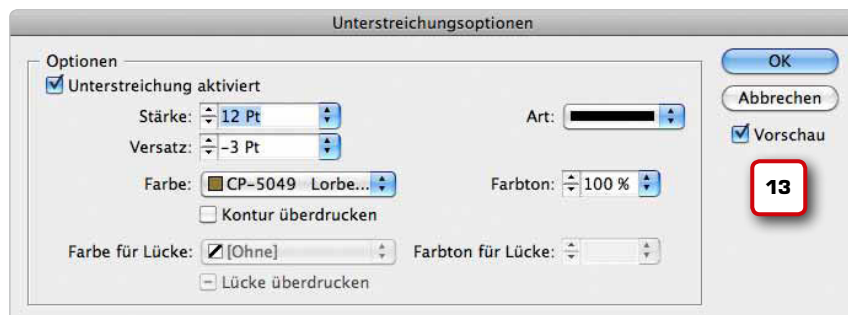 Unterstreichungsoptionen
Optionen
Unterstreichung aktiviert
Stärke: 12 Pt
Art:
Versatz: -3 Pt
Farbe: CP-5049 Lorbe...
Farbton: 100 %
Kontur überdrucken
Farbe für Lücke: [Ohne]
Farbton für Lücke:
Lücke überdrucken
OK
Abbrechen
Vorschau
13